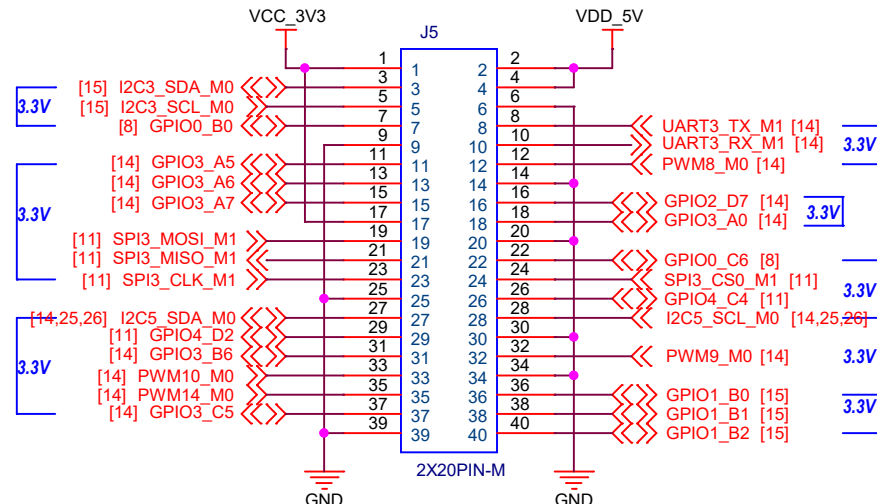 VCC_3V3 VDD_5V
J5
1 1 2 2
[15] I2C3_SDA_M0 3 3 4 4
3.3V [15] I2C3_SCL_M0 5 5 6 6
[8] GPIO0_B0 7 7 8 8 UART3_TX_M1 [14]
9 9 10 10 UART3_RX_M1 [14] 3.3V
[14] GPIO3_A5 11 11 12 12 PWM8_M0 [14]
[14] GPIO3_A6 13 13 14 14
[14] GPIO3_A7 15 15 16 16 GPIO2_D7 [14]
3.3V 17 17 18 18 GPIO3_A0 [14] 3.3V
[11] SPI3_MOSI_M1 19 19 20 20
[11] SPI3_MISO_M1 21 21 22 22 GPIO0_C6 [8]
[11] SPI3_CLK_M1 23 23 24 24 SPI3_CS0_M1 [11]
25 25 26 26 GPIO4_C4 [11] 3.3V
[14,25,26] I2C5_SDA_M0 27 27 28 28 I2C5_SCL_M0 [14,25,26]
[11] GPIO4_D2 29 29 30 30
3.3V [14] GPIO3_B6 31 31 32 32 PWM9_M0 [14] 3.3V
[14] PWM10_M0 33 33 34 34
[14] PWM14_M0 35 35 36 36 GPIO1_B0 [15]
[14] GPIO3_C5 37 37 38 38 GPIO1_B1 [15] 3.3V
39 39 40 40 GPIO1_B2 [15]
2X20PIN-M
GND GND